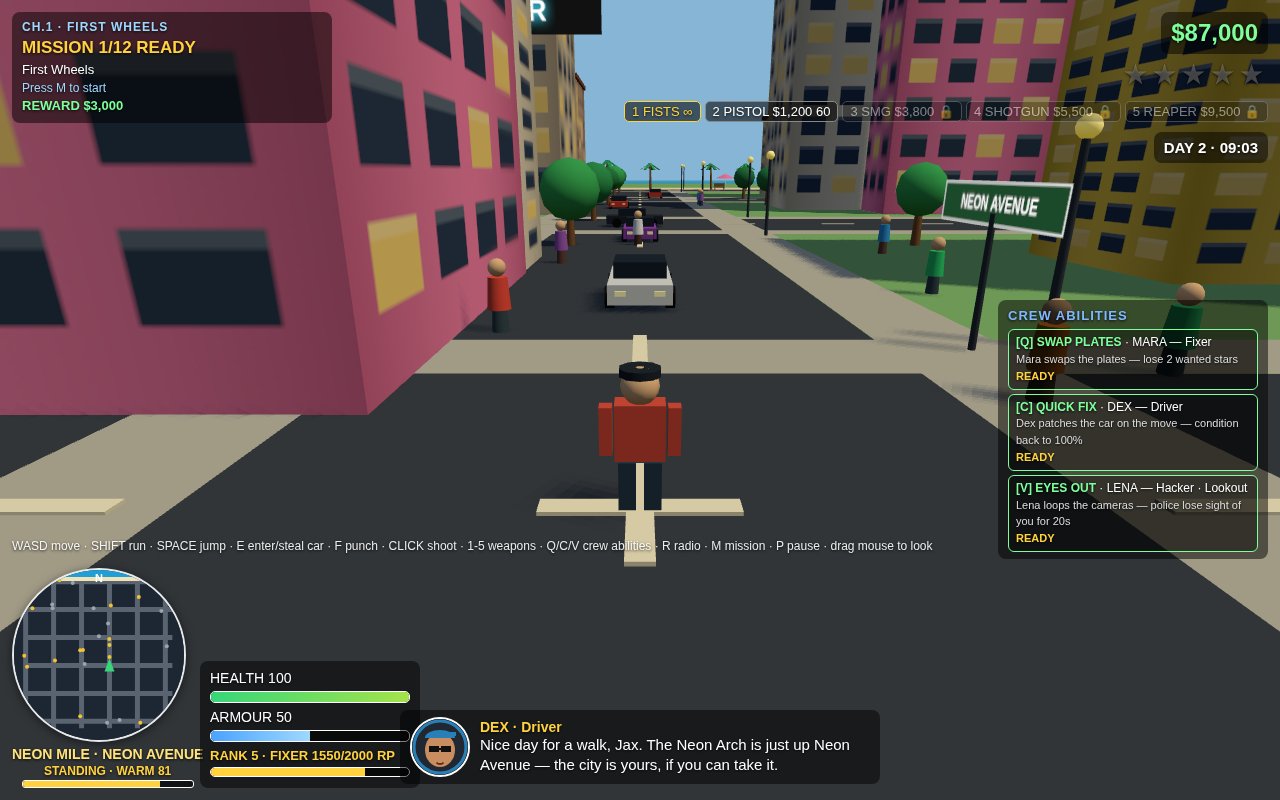 CH.1 · FIRST WHEELS
MISSION 1/12 READY
First Wheels
Press M to start
REWARD $3,000
R
$87,000
1 FISTS ∞
2 PISTOL $1,200 60
3 SMG $3,800
4 SHOTGUN $5,500
5 REAPER $9,500
DAY 2 · 09:03
NEON AVENUE
CREW ABILITIES
[Q] SWAP PLATES · MARA — Fixer
Mara swaps the plates — lose 2 wanted stars
READY
[C] QUICK FIX · DEX — Driver
Dex patches the car on the move — condition
back to 100%
READY
[V] EYES OUT · LENA — Hacker · Lookout
Lena loops the cameras — police lose sight of
you for 20s
READY
WASD move · SHIFT run · SPACE jump · E enter/steal car · F punch · CLICK shoot · 1-5 weapons · Q/C/V crew abilities · R radio · M mission · P pause · drag mouse to look
N
NEON MILE · NEON AVENUE
STANDING · WARM 81
HEALTH 100
ARMOUR 50
RANK 5 · FIXER 1550/2000 RP
DEX · Driver
Nice day for a walk, Jax. The Neon Arch is just up Neon
Avenue — the city is yours, if you can take it.